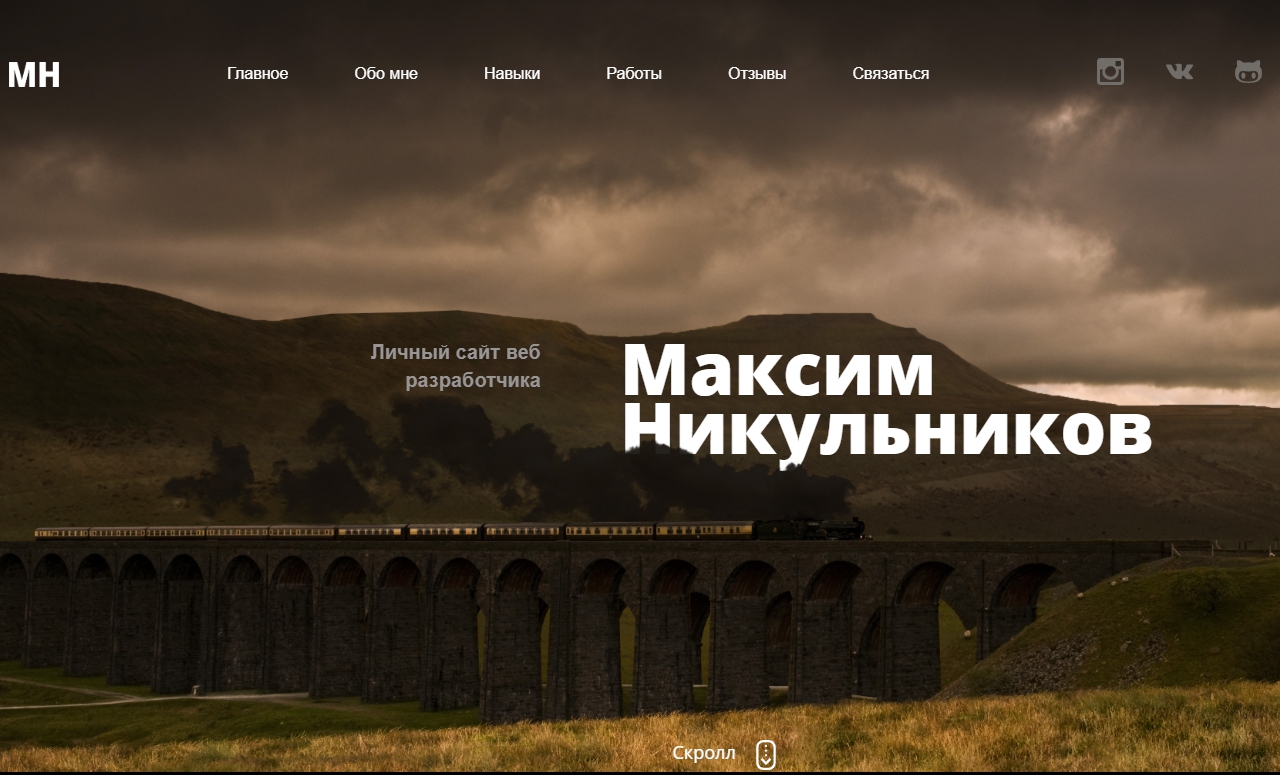 МН
Главное
Обо мне
Навыки
Работы
Отзывы
Связаться
Личный сайт веб
разработчика
Максим
Никульников
Скролл